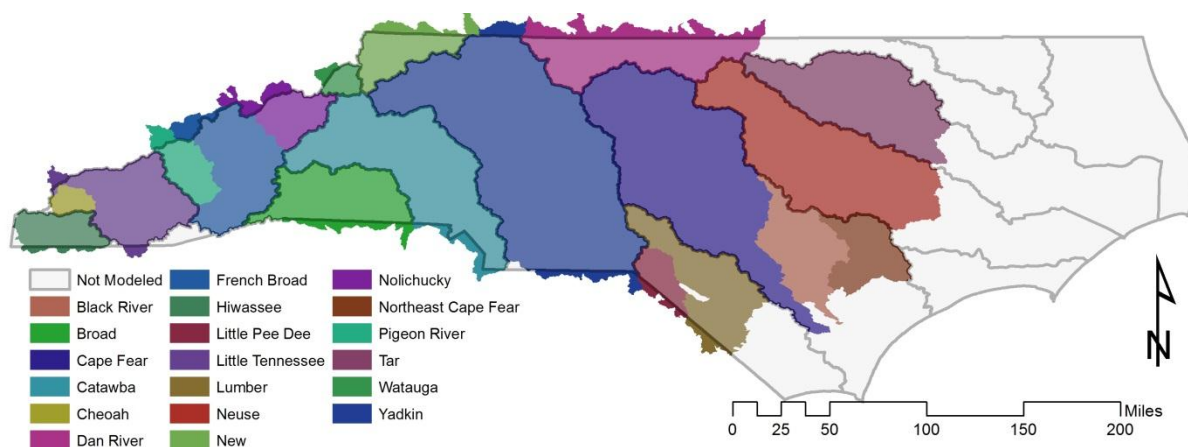 Not Modeled
Black River
Broad
Cape Fear
Catawba
Cheoah
Dan River
French Broad
Hiwassee
Little Pee Dee
Little Tennessee
Lumber
Neuse
New
Nolichucky
Northeast Cape Fear
Pigeon River
Tar
Watauga
Yadkin
N
Miles
0 25 50 100 150 200